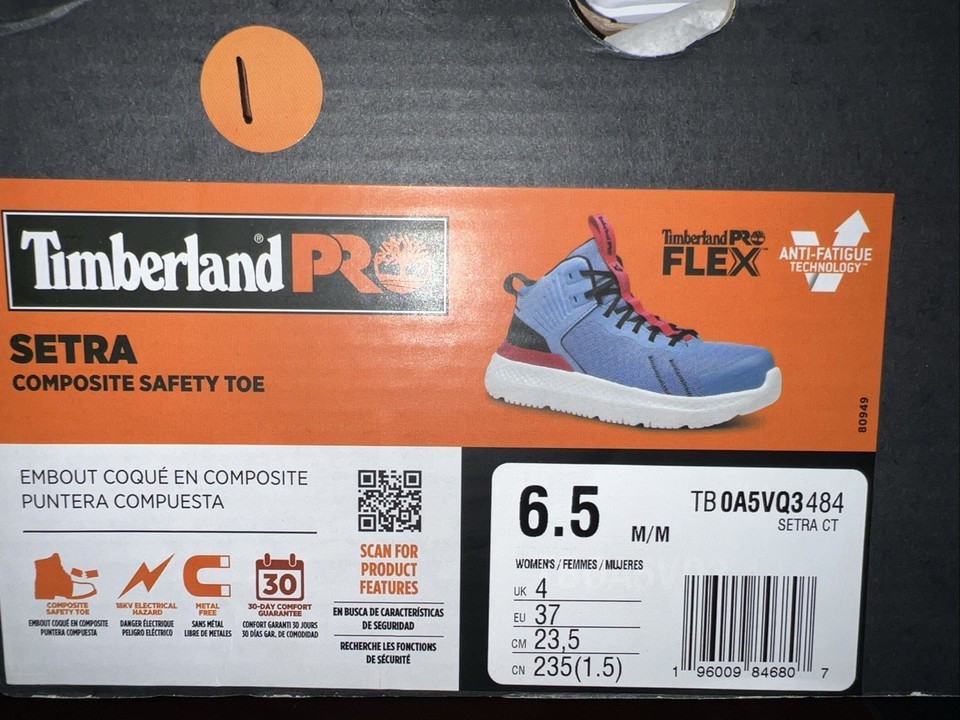 Timberland® PRO
Timberland PRO
FLEX™
ANTI-FATIGUE
TECHNOLOGY™
SETRA
COMPOSITE SAFETY TOE
80949
EMBOUT COQUÉ EN COMPOSITE
PUNTERA COMPUESTA
COMPOSITE
SAFETY TOE
EMBOUT COQUÉ EN COMPOSITE
PUNTERA COMPUESTA
18KV ELECTRICAL
HAZARD
DANGER ÉLECTRIQUE
PELIGRO ELÉCTRICO
METAL
FREE
SANS MÉTAL
LIBRE DE METALES
30
30-DAY COMFORT
GUARANTEE
CONFORT GARANTI 30 JOURS
30 DÍAS GAR. DE COMODIDAD
SCAN FOR
PRODUCT
FEATURES
EN BUSCA DE CARACTERÍSTICAS
DE SEGURIDAD
RECHERCHE LES FONCTIONS
DE SÉCURITÉ
6.5 M/M
TB 0A5VQ3 484
SETRA CT
WOMENS / FEMMES / MUJERES
UK 4
EU 37
CM 23,5
CN 235(1.5)
1 96009 84680 7